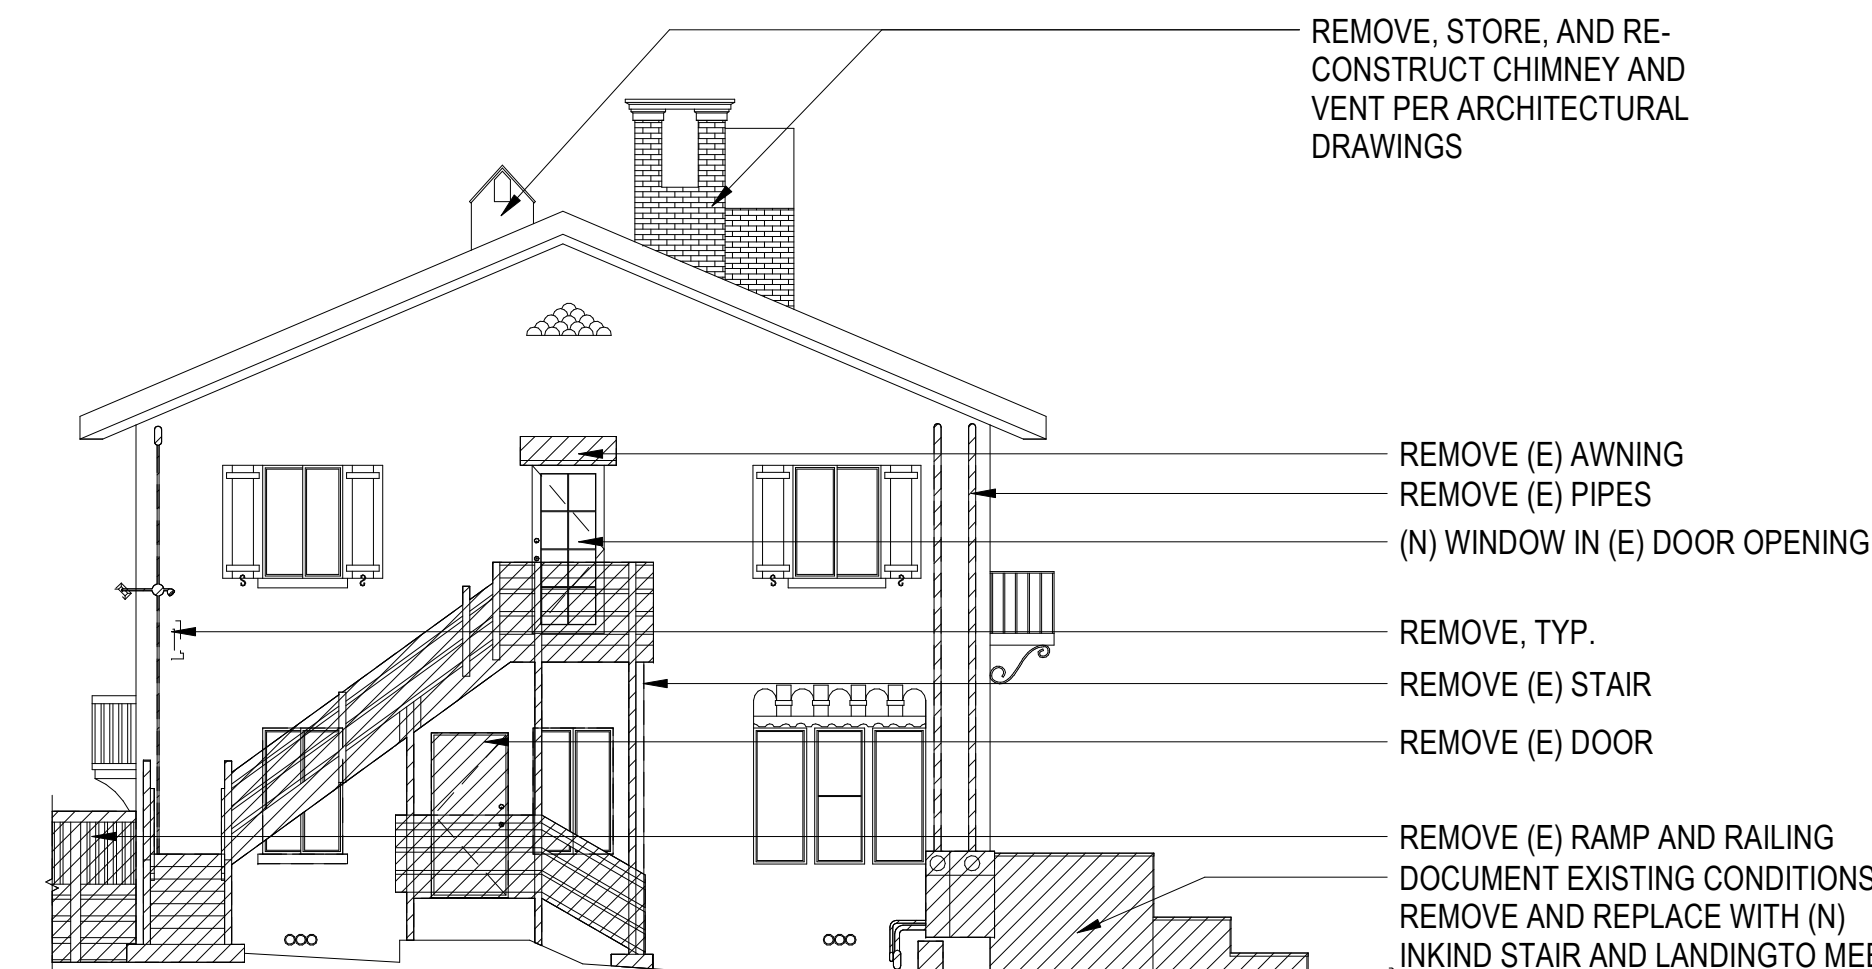 REMOVE, STORE, AND RE-
CONSTRUCT CHIMNEY AND
VENT PER ARCHITECTURAL
DRAWINGS
REMOVE (E) AWNING
REMOVE (E) PIPES
(N) WINDOW IN (E) DOOR OPENING
REMOVE, TYP.
REMOVE (E) STAIR
REMOVE (E) DOOR
REMOVE (E) RAMP AND RAILING
DOCUMENT EXISTING CONDITIONS
REMOVE AND REPLACE WITH (N)
INKIND STAIR AND LANDINGTO